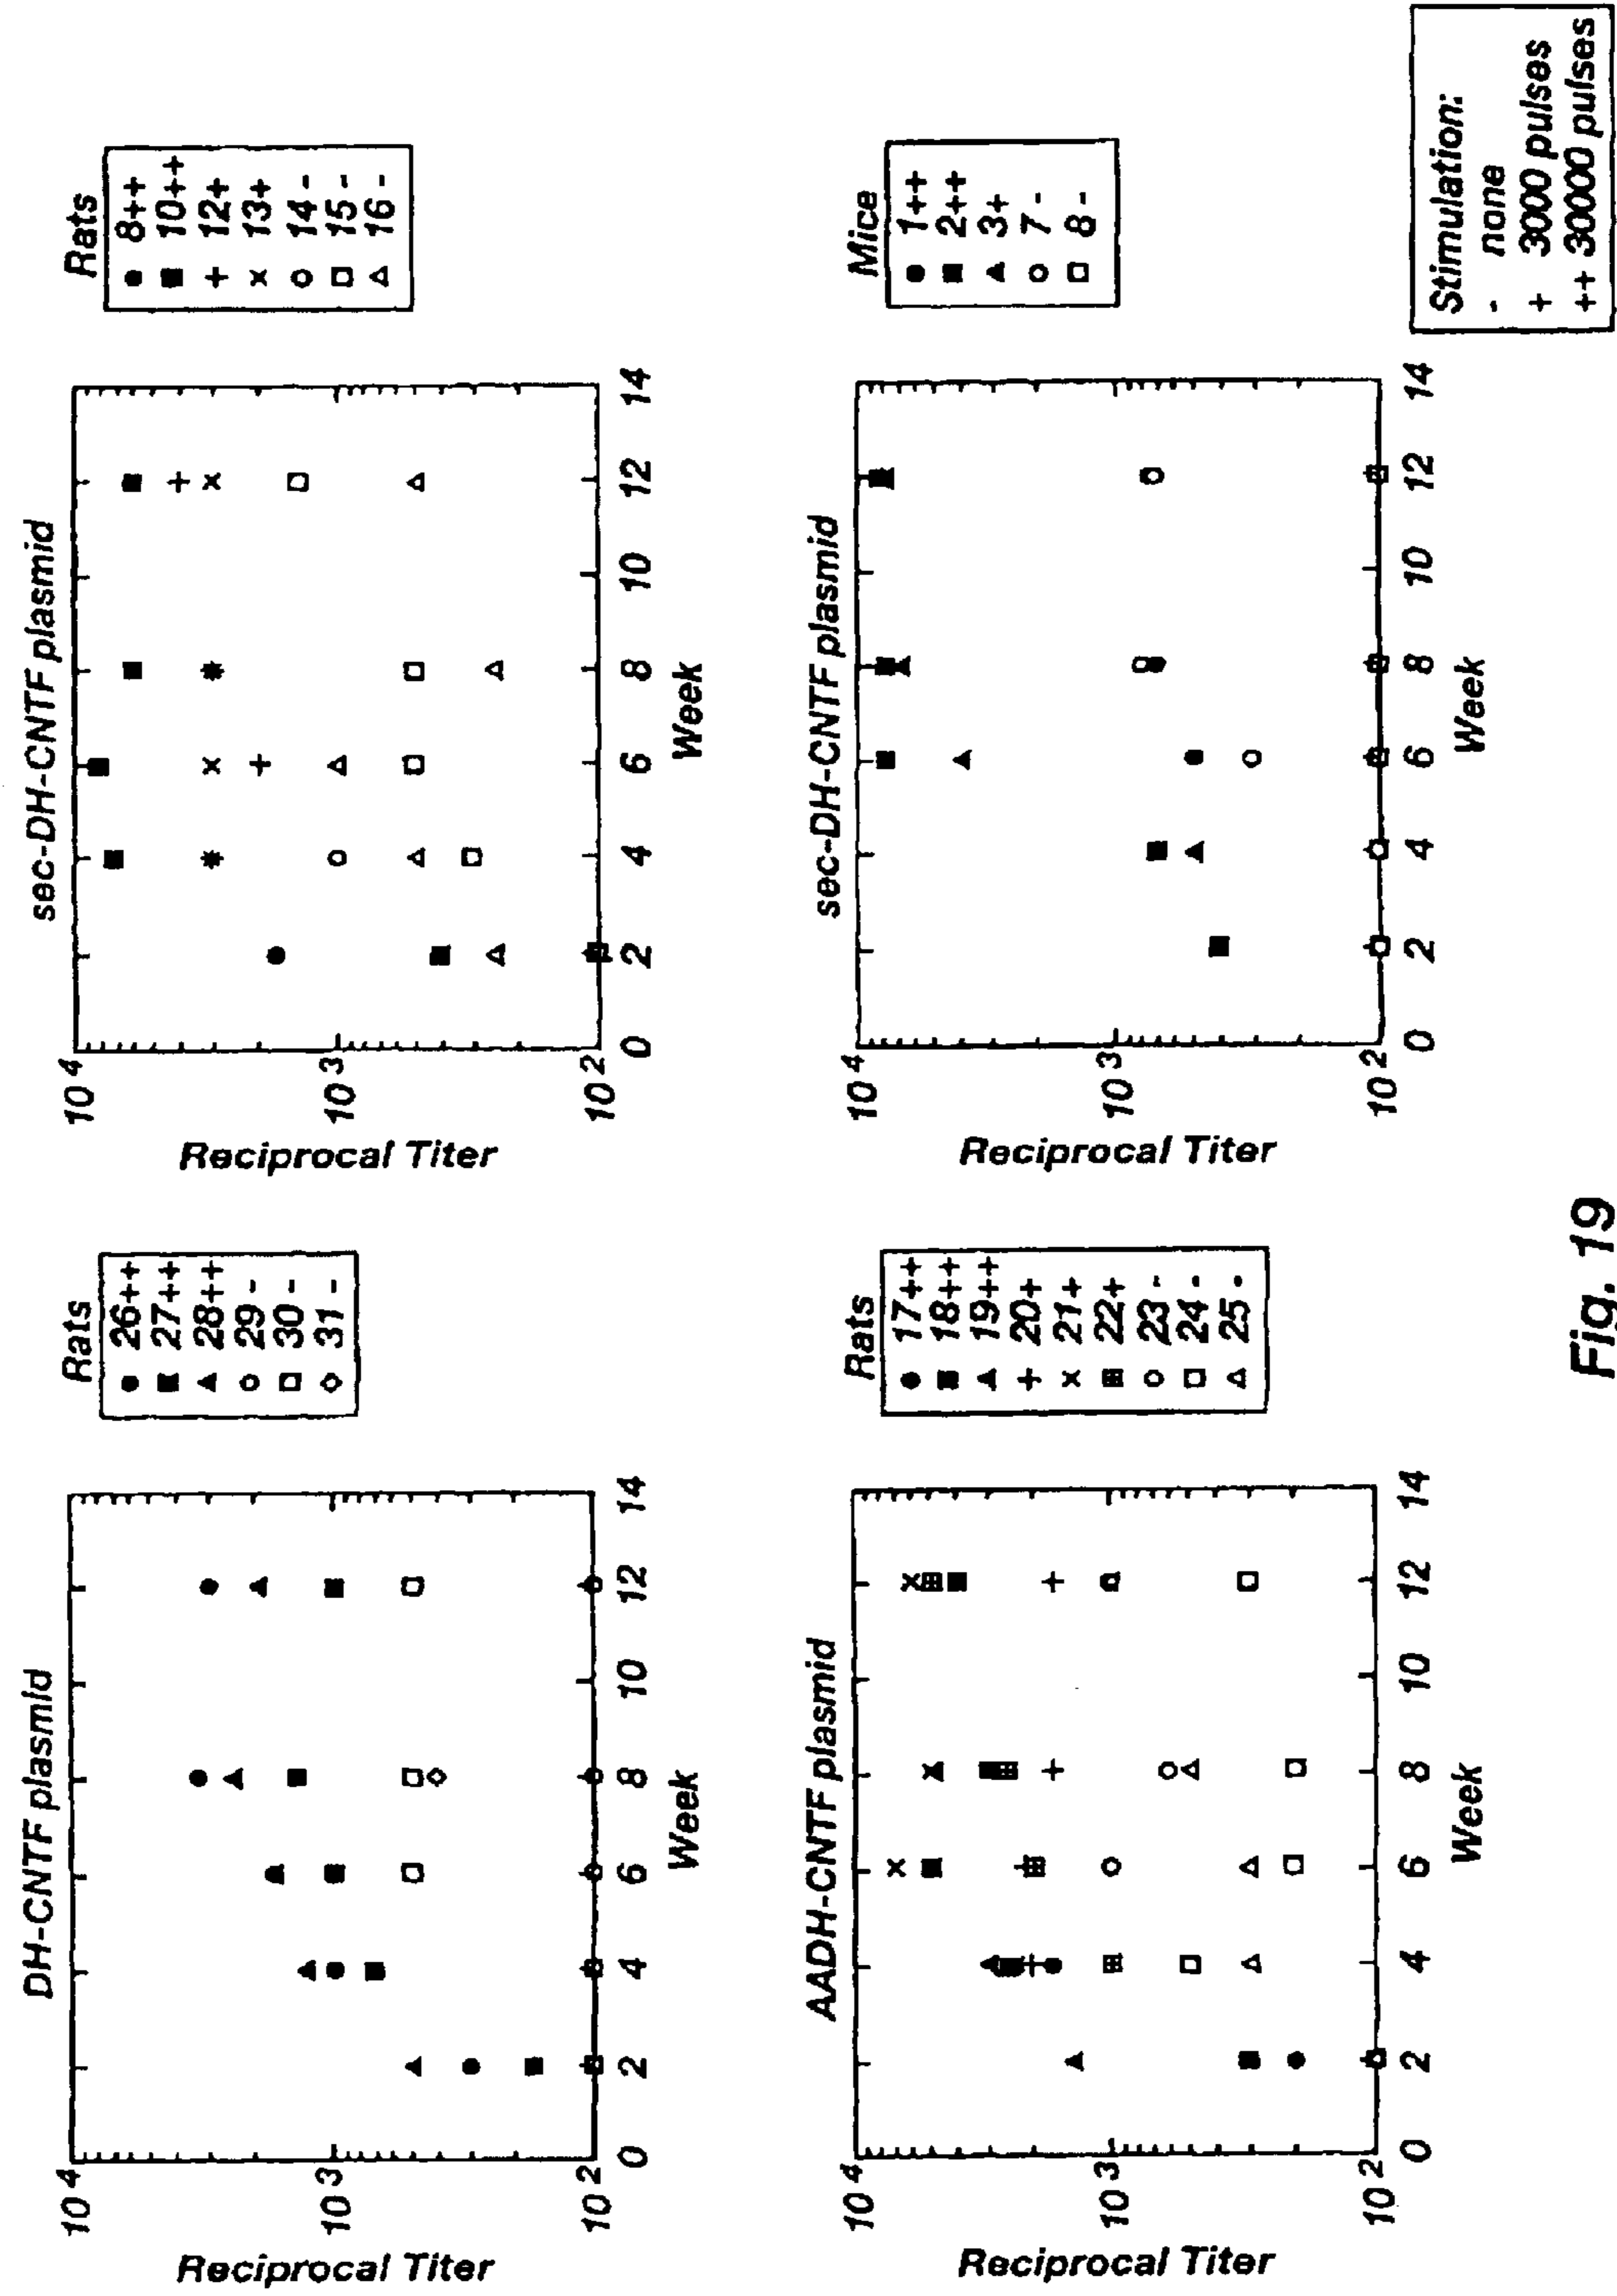 DH-CNTF plasmid
Reciprocal Titer
10 4
10 3
10 2
0 2 4 6 8 10 12 14
Week
Rats
26++
27++
28++
29 -
30 -
31 -
sec-DH-CNTF plasmid
Reciprocal Titer
10 4
10 3
10 2
0 2 4 6 8 10 12 14
Week
Rats
8++
10++
12+
13+
14 -
15 -
16 -
AADH-CNTF plasmid
Reciprocal Titer
10 4
10 3
10 2
0 2 4 6 8 10 12 14
Week
Rats
17++
18++
19++
20+
21+
22+
23 -
24 -
25 -
sec-DH-CNTF plasmid
Reciprocal Titer
10 4
10 3
10 2
0 2 4 6 8 10 12 14
Week
Mice
1++
2++
3+
7 -
8 -
Stimulation:
- none
+ 3000 pulses
++ 30000 pulses
Fig. 19